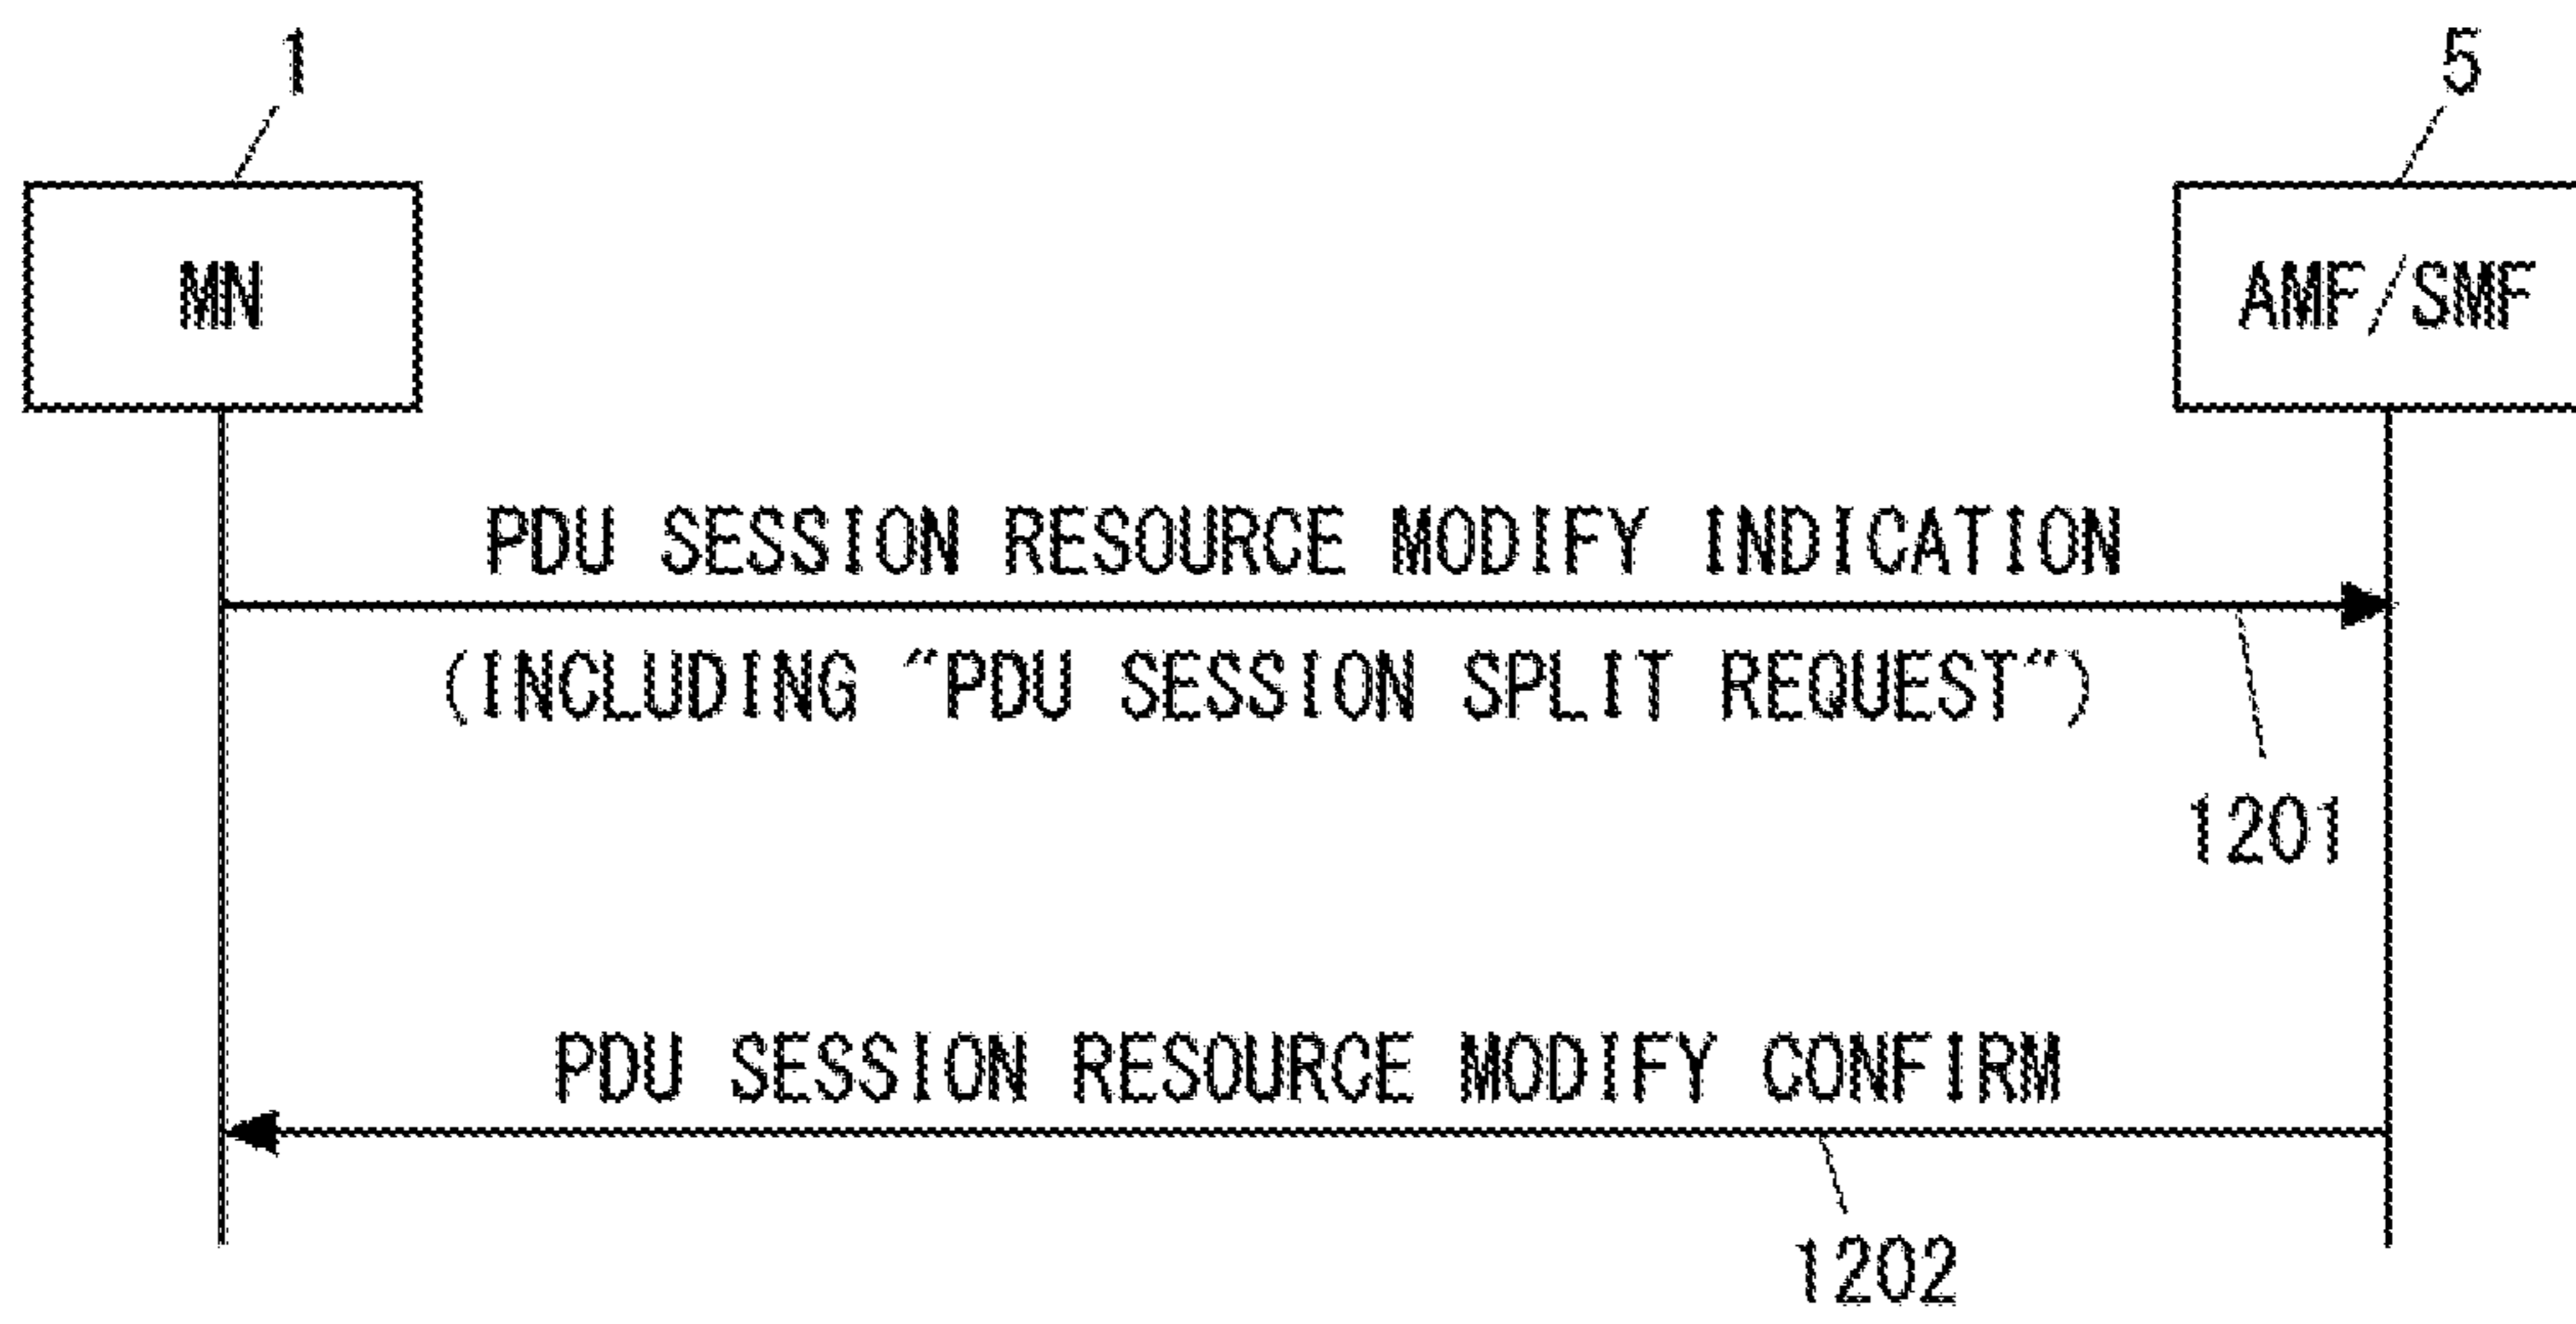 1
5
MN
AMF/SMF
PDU SESSION RESOURCE MODIFY INDICATION
(INCLUDING "PDU SESSION SPLIT REQUEST")
1201
PDU SESSION RESOURCE MODIFY CONFIRM
1202